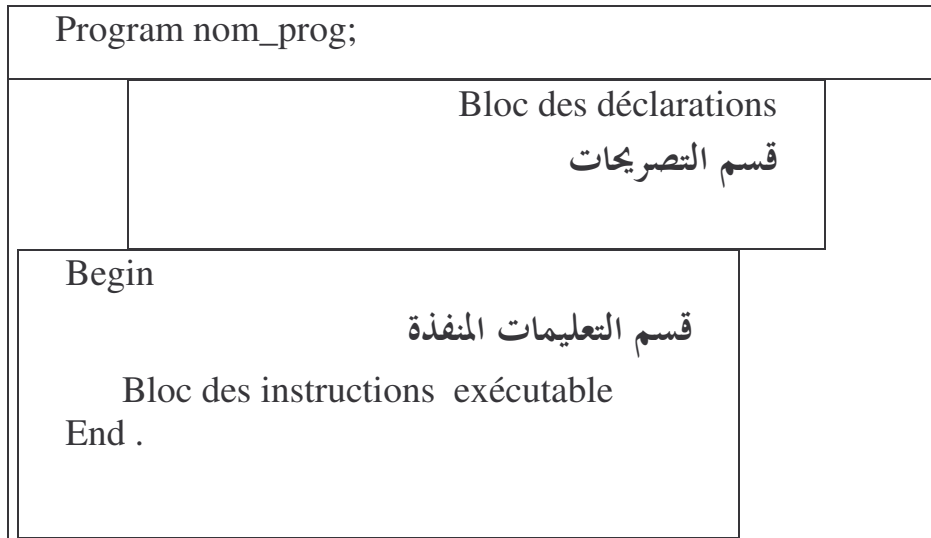 Program nom_prog;
Bloc des déclarations
قسم التصريحات
Begin
قسم التعليمات المنفذة
Bloc des instructions exécutable
End .